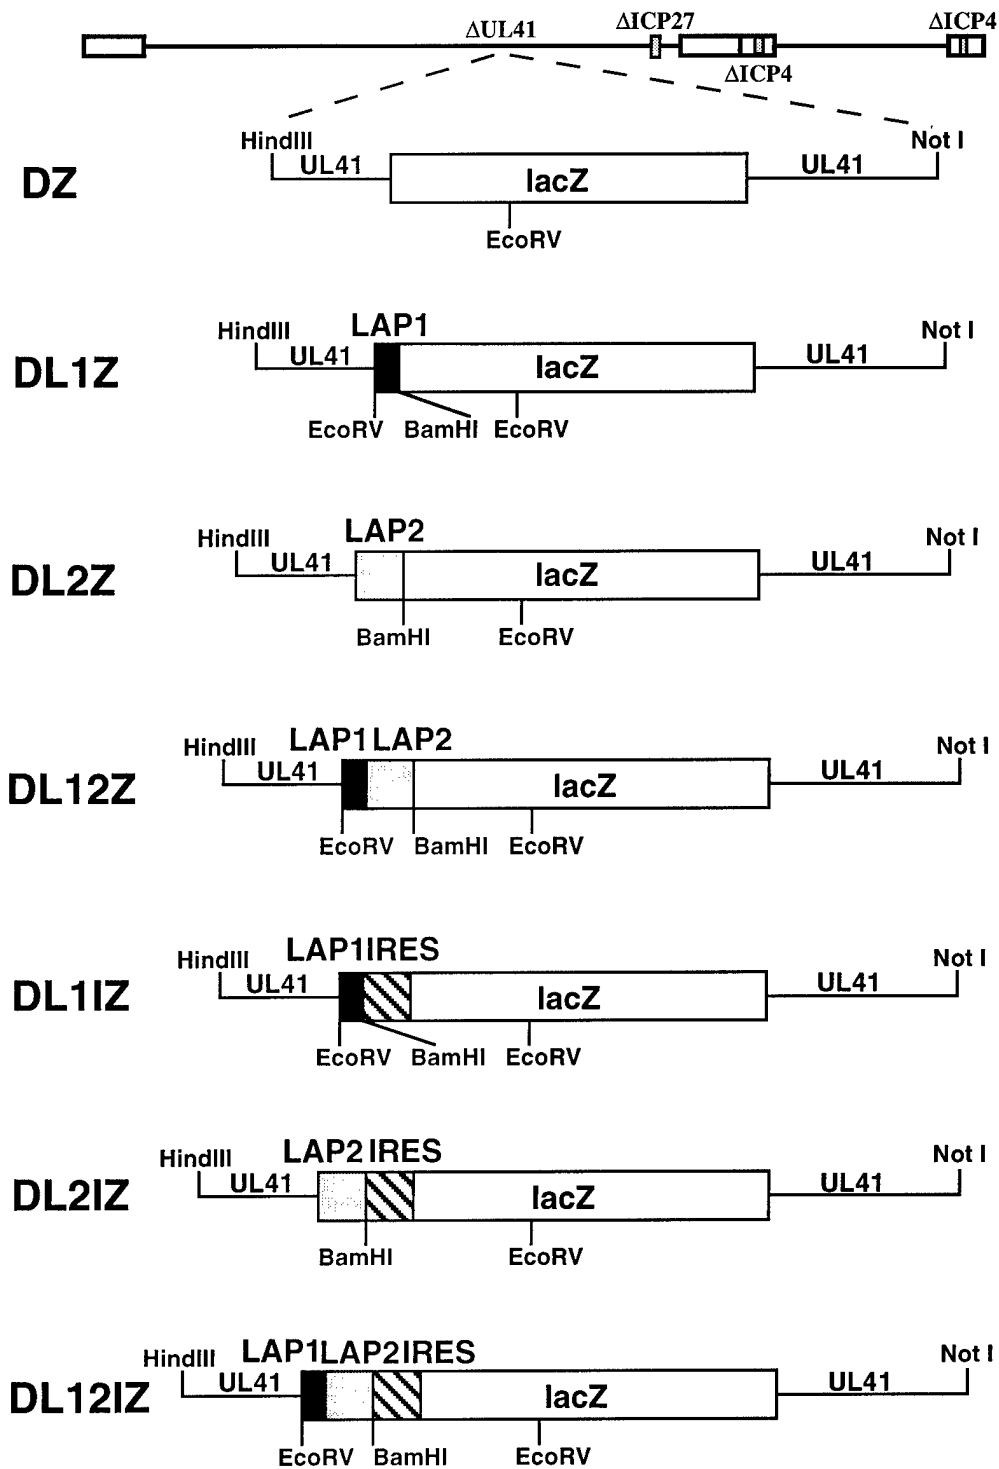 ΔUL41 ΔICP27 ΔICP4
ΔICP4
HindIII Not I
UL41 UL41
DZ lacZ
EcoRV
LAP1
HindIII Not I
UL41 UL41
DL1Z lacZ
EcoRV BamHI EcoRV
LAP2
HindIII Not I
UL41 UL41
DL2Z lacZ
BamHI EcoRV
LAP1 LAP2
HindIII Not I
UL41 UL41
DL12Z lacZ
EcoRV BamHI EcoRV
LAP1IRES
HindIII Not I
UL41 UL41
DL1IZ lacZ
EcoRV BamHI EcoRV
LAP2 IRES
HindIII Not I
UL41 UL41
DL2IZ lacZ
BamHI EcoRV
LAP1LAP2IRES
HindIII Not I
UL41 UL41
DL12IZ lacZ
EcoRV BamHI EcoRV